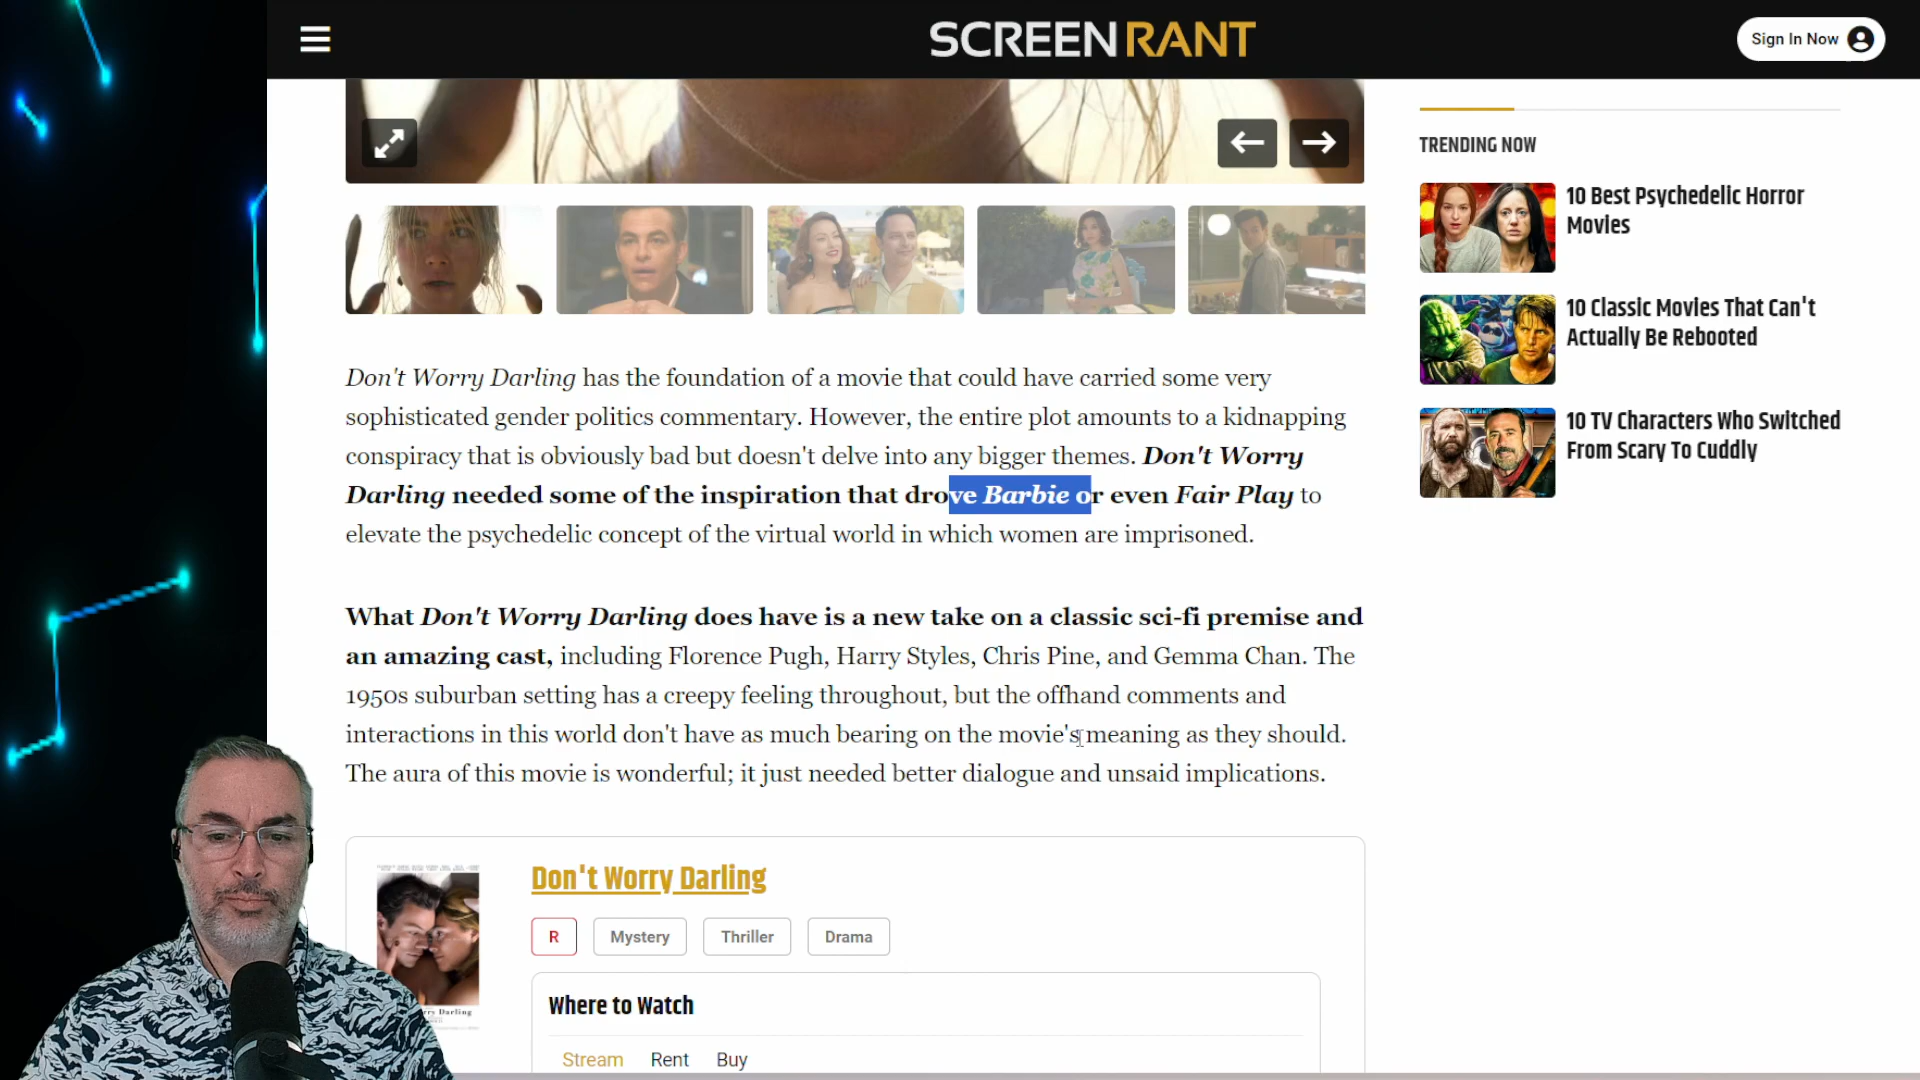 SCREENRANT
Sign In Now
TRENDING NOW
10 Best Psychedelic Horror
Movies
10 Classic Movies That Can't
Actually Be Rebooted
10 TV Characters Who Switched
From Scary To Cuddly
Don't Worry Darling has the foundation of a movie that could have carried some very
sophisticated gender politics commentary. However, the entire plot amounts to a kidnapping
conspiracy that is obviously bad but doesn't delve into any bigger themes. Don't Worry
Darling needed some of the inspiration that drove Barbie or even Fair Play to
elevate the psychedelic concept of the virtual world in which women are imprisoned.
What Don't Worry Darling does have is a new take on a classic sci-fi premise and
an amazing cast, including Florence Pugh, Harry Styles, Chris Pine, and Gemma Chan. The
1950s suburban setting has a creepy feeling throughout, but the offhand comments and
interactions in this world don't have as much bearing on the movie's meaning as they should.
The aura of this movie is wonderful; it just needed better dialogue and unsaid implications.
Don't Worry Darling
R
Mystery
Thriller
Drama
Where to Watch
Stream
Rent
Buy